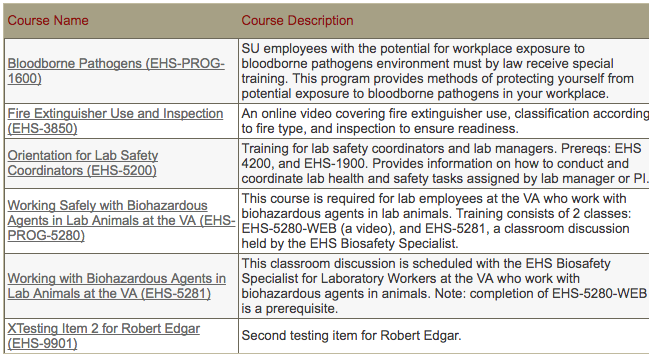 Course Name
Course Description
Bloodborne Pathogens (EHS-PROG-
1600)
SU employees with the potential for workplace exposure to
bloodborne pathogens environment must by law receive special
training. This program provides methods of protecting yourself from
potential exposure to bloodborne pathogens in your workplace.
Fire Extinguisher Use and Inspection
(EHS-3850)
An online video covering fire extinguisher use, classification according
to fire type, and inspection to ensure readiness.
Orientation for Lab Safety
Coordinators (EHS-5200)
Training for lab safety coordinators and lab managers. Prereqs: EHS
4200, and EHS-1900. Provides information on how to conduct and
coordinate lab health and safety tasks assigned by lab manager or PI.
Working Safely with Biohazardous
Agents in Lab Animals at the VA (EHS-
PROG-5280)
This course is required for lab employees at the VA who work with
biohazardous agents in lab animals. Training consists of 2 classes:
EHS-5280-WEB (a video), and EHS-5281, a classroom discussion
held by the EHS Biosafety Specialist.
Working with Biohazardous Agents in
Lab Animals at the VA (EHS-5281)
This classroom discussion is scheduled with the EHS Biosafety
Specialist for Laboratory Workers at the VA who work with
biohazardous agents in animals. Note: completion of EHS-5280-WEB
is a prerequisite.
XTesting Item 2 for Robert Edgar
(EHS-9901)
Second testing item for Robert Edgar.